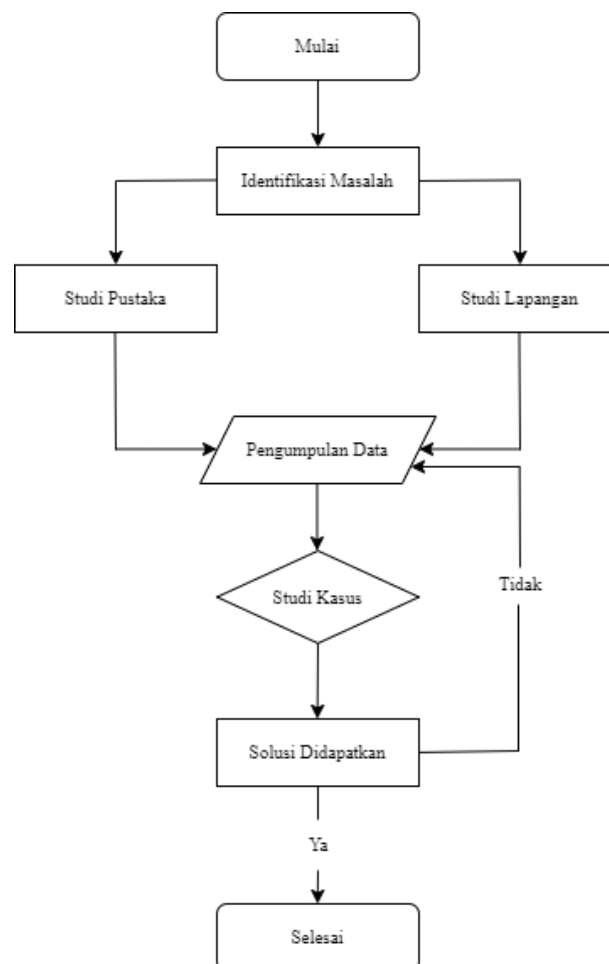 Mulai
Identifikasi Masalah
Studi Pustaka
Studi Lapangan
Pengumpulan Data
Tidak
Studi Kasus
Solusi Didapatkan
Ya
Selesai